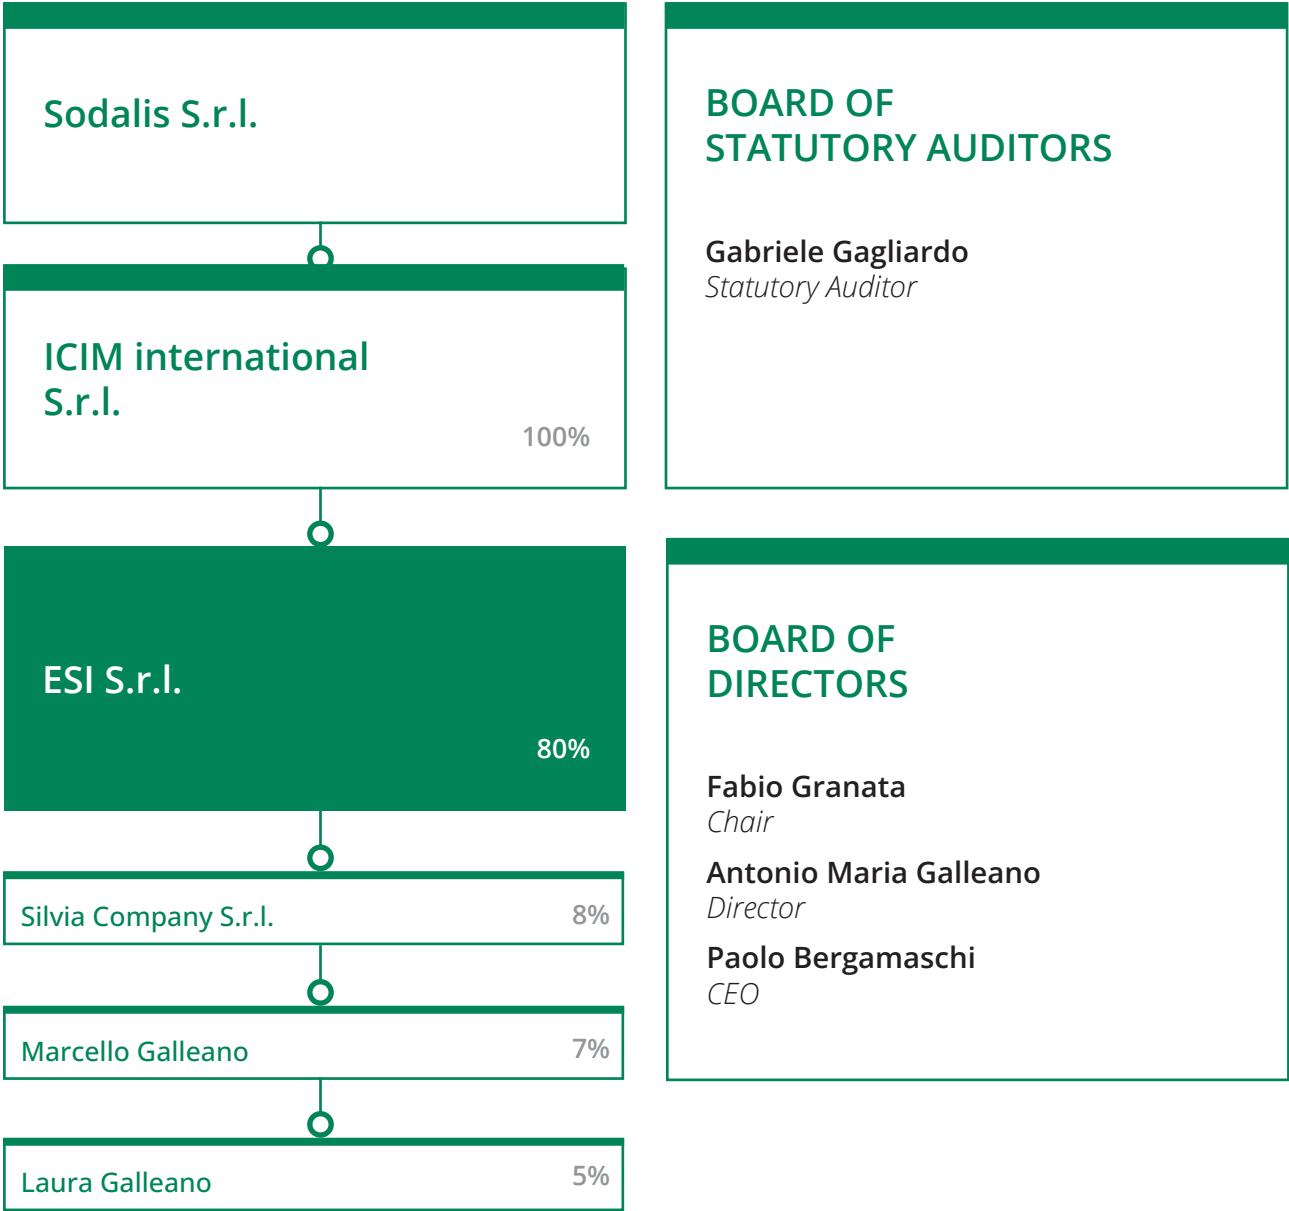 Sodalis S.r.l.
ICIM international
S.r.l.
100%
ESI S.r.l.
80%
Silvia Company S.r.l.
8%
Marcello Galleano
7%
Laura Galleano
5%
BOARD OF
STATUTORY AUDITORS
Gabriele Gagliardo
Statutory Auditor
BOARD OF
DIRECTORS
Fabio Granata
Chair
Antonio Maria Galleano
Director
Paolo Bergamaschi
CEO